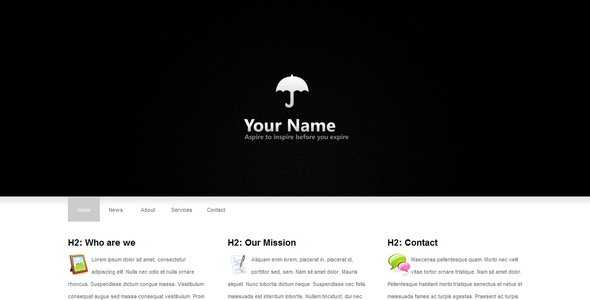 Your Name
Aspire to inspire before you expire
Home News About Services Contact
H2: Who are we
Lorem ipsum dolor sit amet, consectetur
adipiscing elit. Nulla nec odio et nulla ornare
rhoncus. Suspendisse dictum congue massa. Vestibulum
consequat augue sed massa consequat vestibulum. Proin
H2: Our Mission
Aliquam enim lorem, placerat in, placerat id,
porttitor sed, sem. Nam sit amet dolor. Mauris
aliquet. Nunc lobortis dictum neque. Suspendisse nec felis
malesuada est interdum lobortis. Nullam tincidunt, dui nec
H2: Contact
Maecenas pellentesque quam. Morbi nec velit
vitae tortor ornare tristique. Nam sit amet dolor.
Pellentesque habitant morbi tristique senectus et netus et
malesuada fames ac turpis egestas. Praesent ac turpis